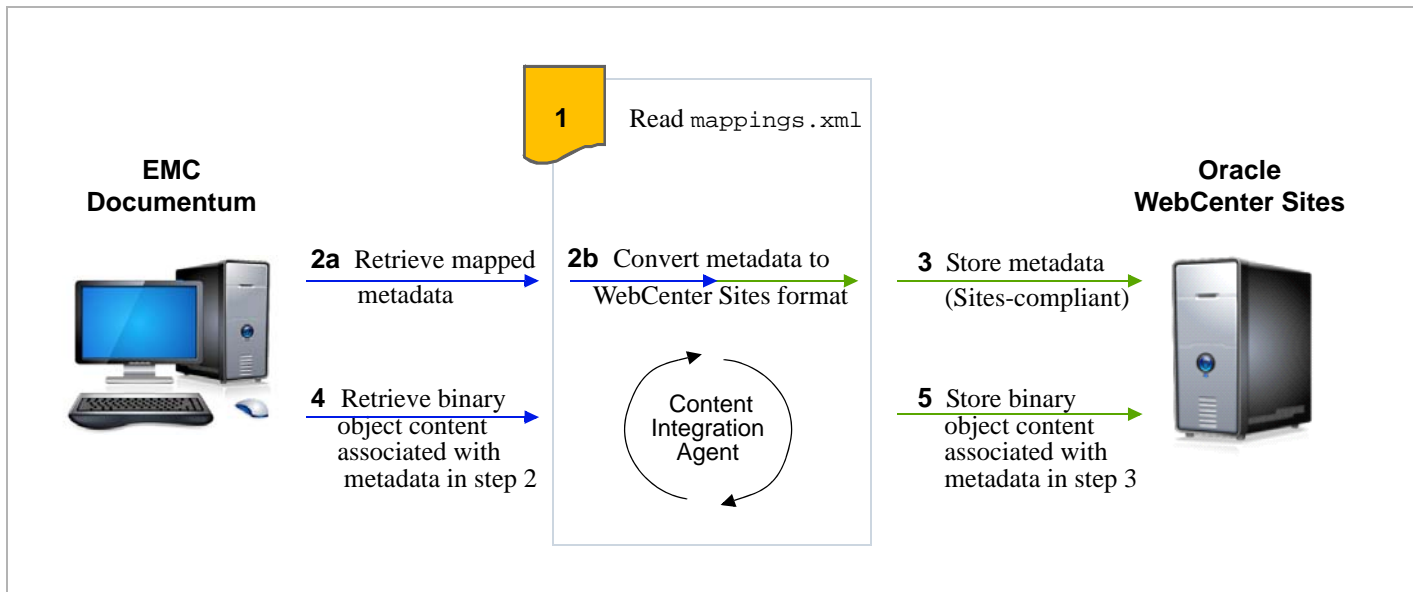 1
Read mappings.xml
EMC
Documentum
Oracle
WebCenter Sites
2a Retrieve mapped
metadata
2b Convert metadata to
WebCenter Sites format
3 Store metadata
(Sites-compliant)
4 Retrieve binary
object content
associated with
metadata in step 2
Content
Integration
Agent
5 Store binary
object content
associated with
metadata in step 3